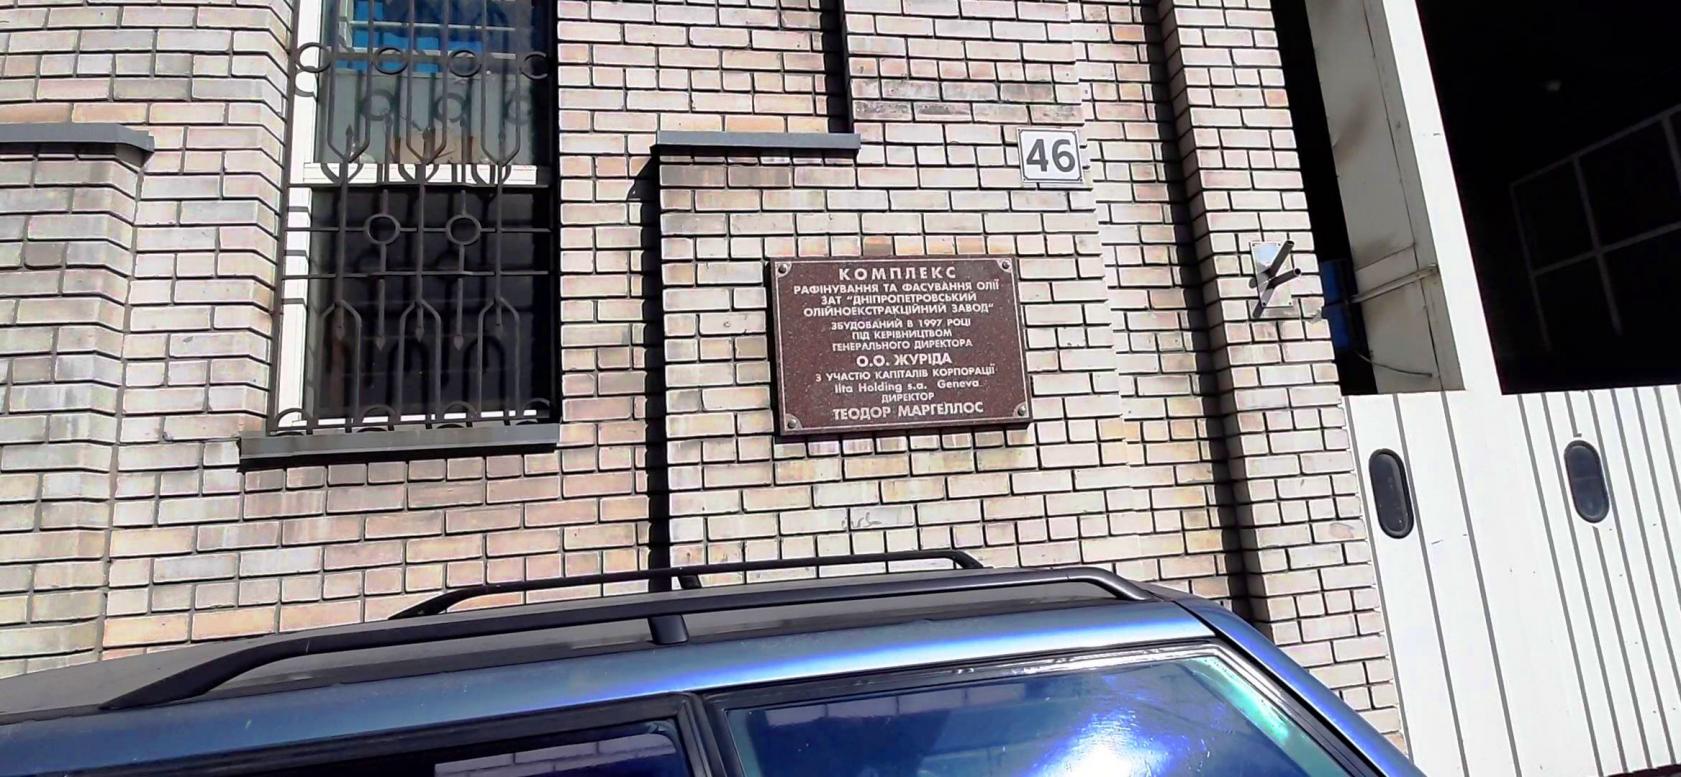 46
КОМПЛЕКС
РАФІНУВАННЯ ТА ФАСУВАННЯ ОЛІЇ
ЗАТ "ДНІПРОПЕТРОВСЬКИЙ
ОЛІЙНОЕКСТРАКЦІЙНИЙ ЗАВОД"
ЗБУДОВАНИЙ В 1997 РОЦІ
ПІД КЕРІВНИЦТВОМ
ГЕНЕРАЛЬНОГО ДИРЕКТОРА
О.О. ЖУРІДА
З УЧАСТЮ КАПІТАЛІВ КОРПОРАЦІЇ
Ilta Holding s.a. Geneva
ДИРЕКТОР
ТЕОДОР МАРГЕЛЛОС